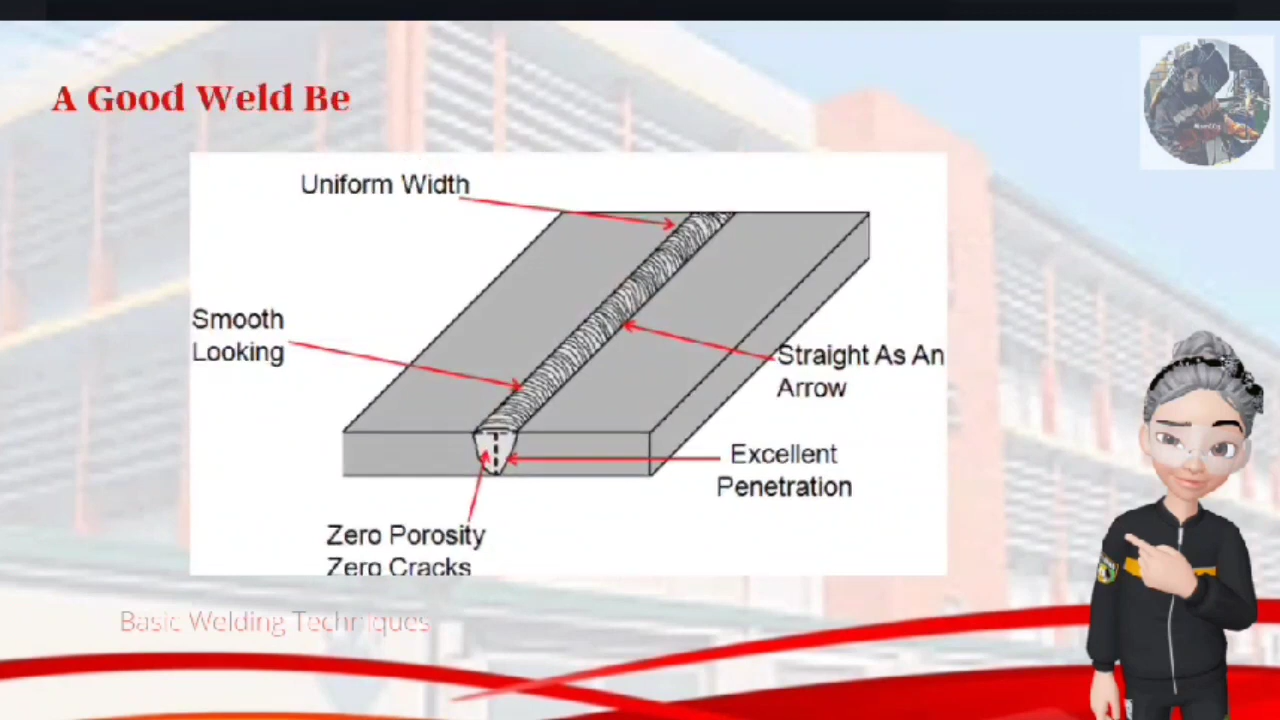 A Good Weld Be
Uniform Width
Smooth
Looking
Straight As An
Arrow
Excellent
Penetration
Zero Porosity
Zero Cracks
Basic Welding Techniques